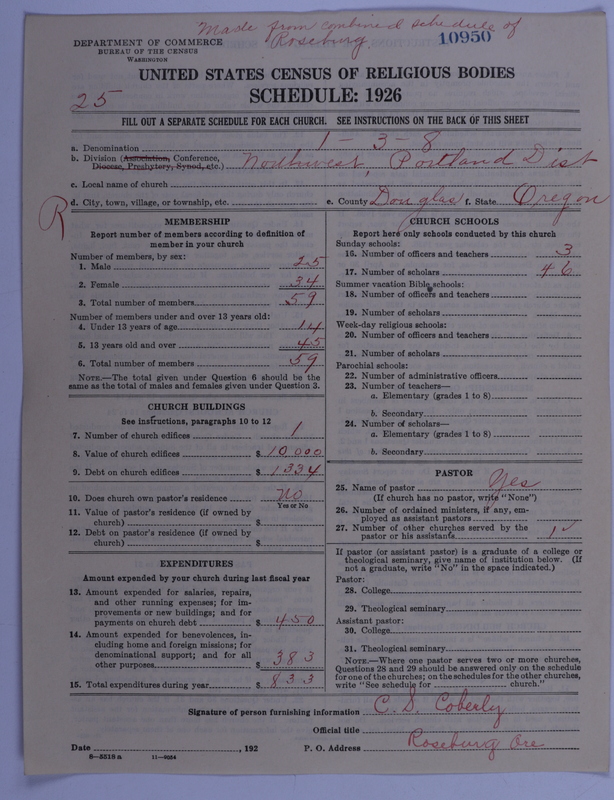 Made from combined schedule of
Roseburg.
10950
DEPARTMENT OF COMMERCE
BUREAU OF THE CENSUS
WASHINGTON
UNITED STATES CENSUS OF RELIGIOUS BODIES
25
SCHEDULE: 1926
FILL OUT A SEPARATE SCHEDULE FOR EACH CHURCH. SEE INSTRUCTIONS ON THE BACK OF THIS SHEET
a. Denomination 1-3-8
b. Division (Association, Conference, Diocese, Presbytery, Synod, etc.) Northwest, Portland Dist
c. Local name of church
R
d. City, town, village, or township, etc. e. County Douglas f. State Oregon
MEMBERSHIP
Report number of members according to definition of
member in your church
Number of members, by sex:
1. Male 25
2. Female 34
3. Total number of members 59
Number of members under and over 13 years old:
4. Under 13 years of age 14
5. 13 years old and over 45
6. Total number of members 59
NOTE.—The total given under Question 6 should be the
same as the total of males and females given under Question 3.
CHURCH BUILDINGS
See instructions, paragraphs 10 to 12
7. Number of church edifices 1
8. Value of church edifices $10,000
9. Debt on church edifices $1334
10. Does church own pastor's residence No
Yes or No
11. Value of pastor's residence (if owned by
church) $
12. Debt on pastor's residence (if owned by
church) $
EXPENDITURES
Amount expended by your church during last fiscal year
13. Amount expended for salaries, repairs,
and other running expenses; for im-
provements or new buildings; and for
payments on church debt $450
14. Amount expended for benevolences, in-
cluding home and foreign missions; for
denominational support; and for all
other purposes $383
15. Total expenditures during year $833
CHURCH SCHOOLS
Report here only schools conducted by this church
Sunday schools:
16. Number of officers and teachers 3
17. Number of scholars 46
Summer vacation Bible schools:
18. Number of officers and teachers
19. Number of scholars
Week-day religious schools:
20. Number of officers and teachers
21. Number of scholars
Parochial schools:
22. Number of administrative officers
23. Number of teachers—
a. Elementary (grades 1 to 8)
b. Secondary
24. Number of scholars—
a. Elementary (grades 1 to 8)
b. Secondary
PASTOR
25. Name of pastor Yes
(If church has no pastor, write "None")
26. Number of ordained ministers, if any, em-
ployed as assistant pastors
27. Number of other churches served by the
pastor or his assistants 1 ✓
If pastor (or assistant pastor) is a graduate of a college or
theological seminary, give name of institution below. (If
not a graduate, write "No" in the space indicated.)
Pastor:
28. College
29. Theological seminary
Assistant pastor:
30. College
31. Theological seminary
NOTE.—Where one pastor serves two or more churches,
Questions 28 and 29 should be answered only on the schedule
for one of the churches; on the schedules for the other churches,
write "See schedule for church."
Signature of person furnishing information C. S. Coberly
Official title
Date , 192 P. O. Address Roseburg Ore
8—5518 a 11—9034